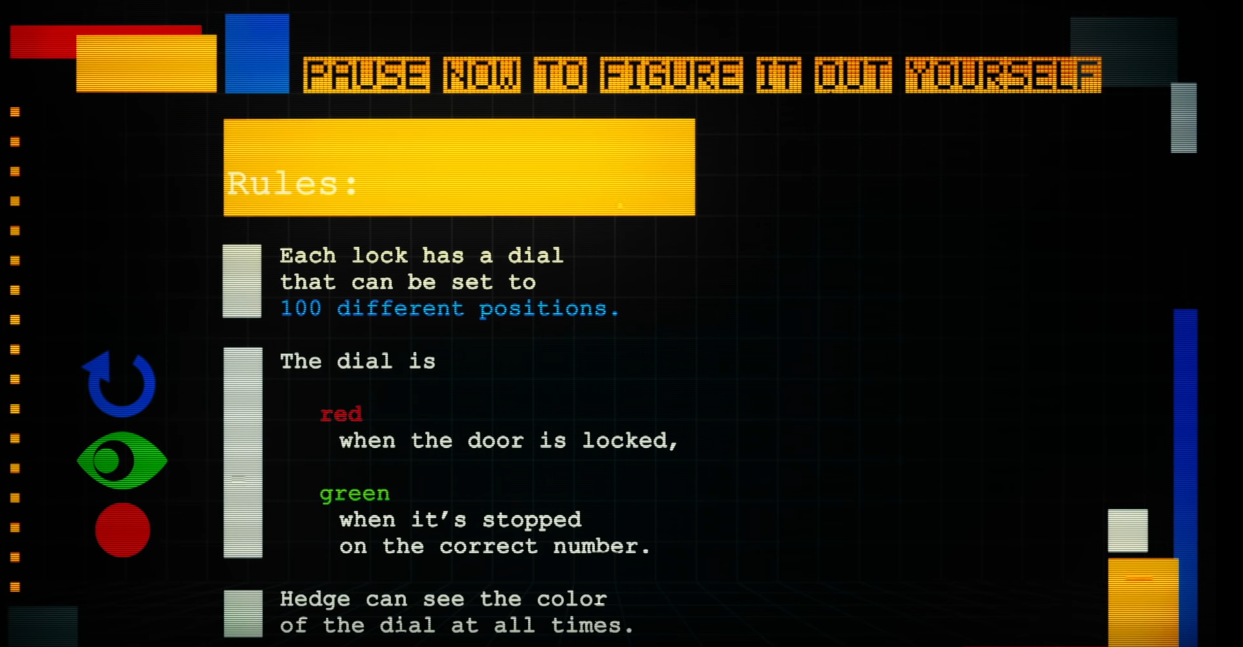 PAUSE NOW TO FIGURE IT OUT YOURSELF
Rules:
Each lock has a dial
that can be set to
100 different positions.
The dial is
red
when the door is locked,
green
when it's stopped
on the correct number.
Hedge can see the color
of the dial at all times.